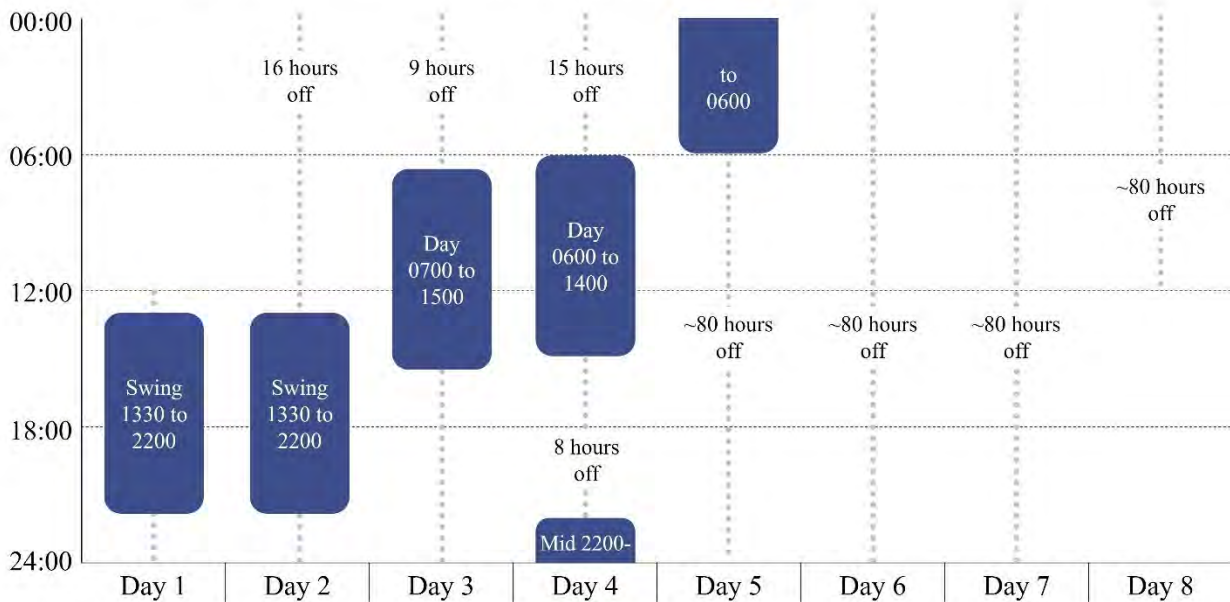 00:00
16 hours
off
9 hours
off
15 hours
off
to
0600
06:00
~80 hours
off
Day
0700 to
1500
Day
0600 to
1400
12:00
~80 hours
off
~80 hours
off
~80 hours
off
Swing
1330 to
2200
Swing
1330 to
2200
18:00
8 hours
off
Mid 2200-
24:00
Day 1
Day 2
Day 3
Day 4
Day 5
Day 6
Day 7
Day 8